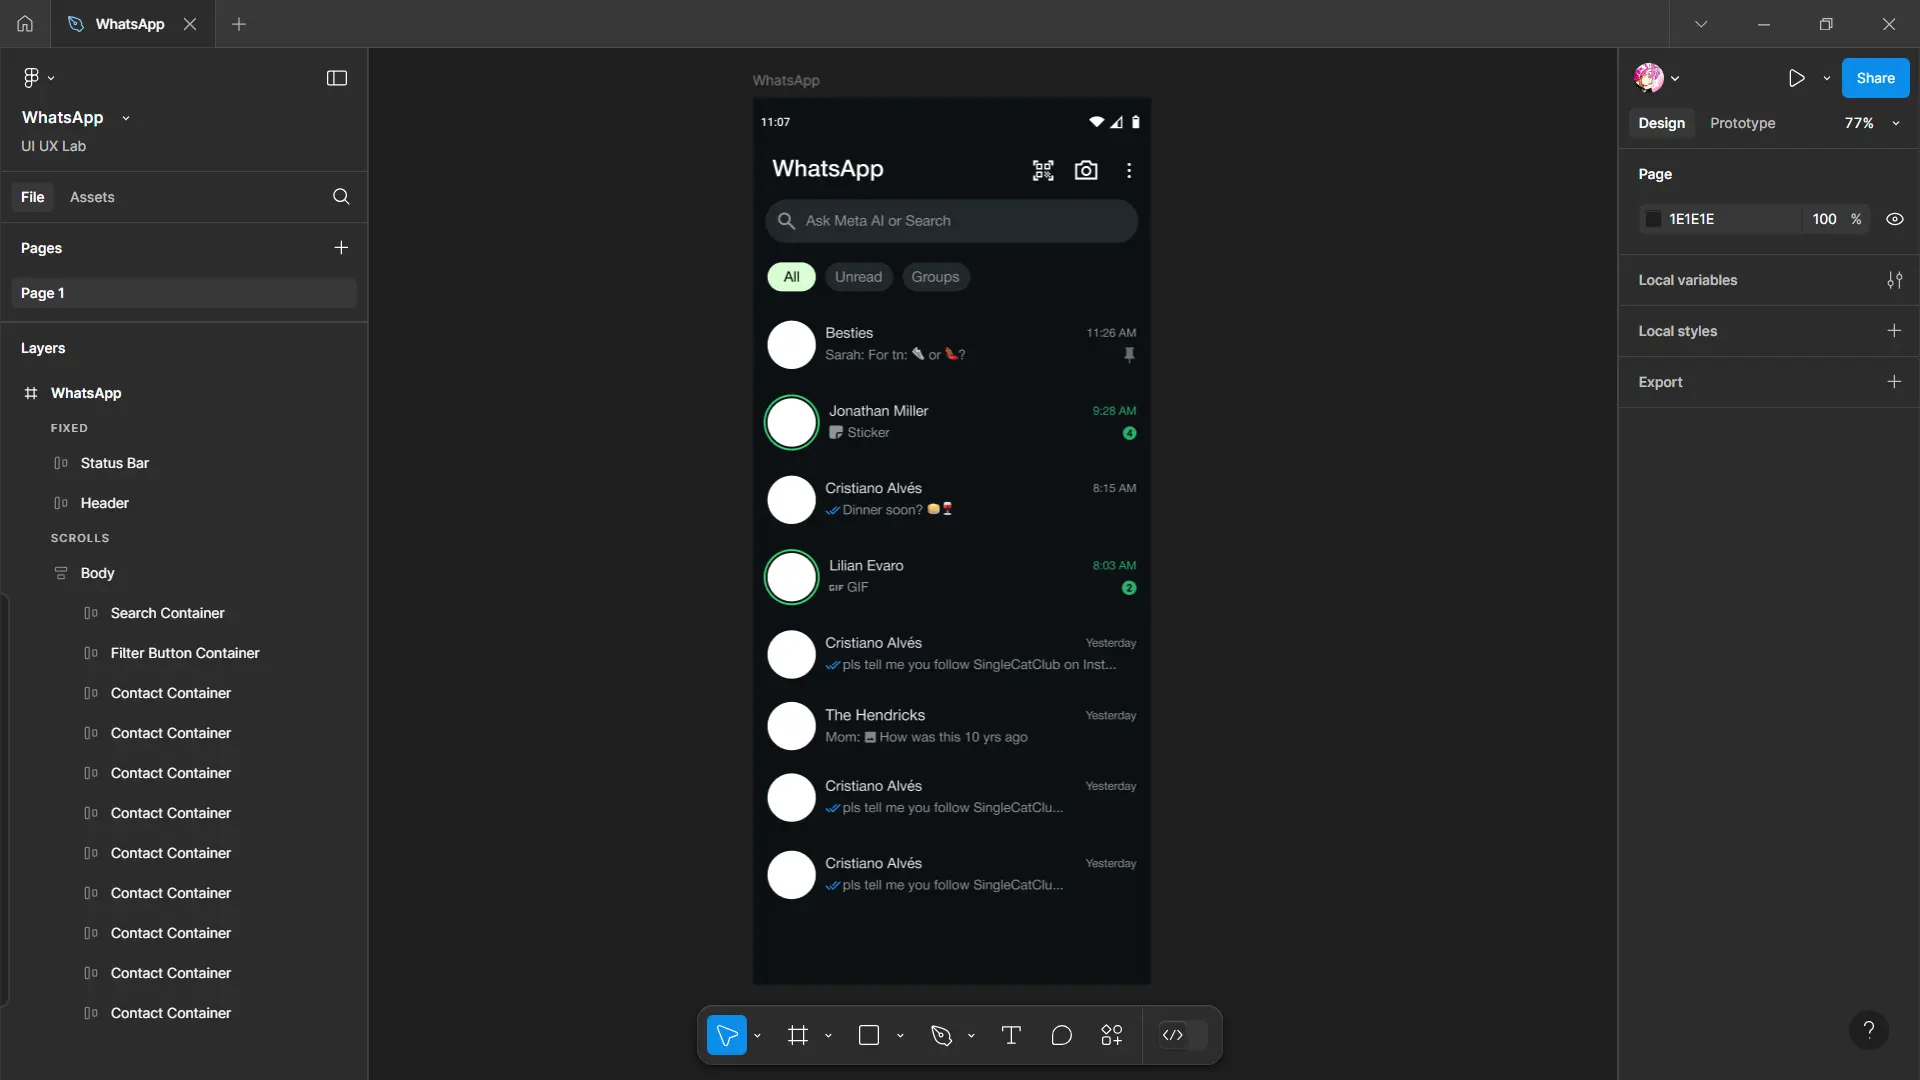 WhatsApp
WhatsApp
UI UX Lab
File
Assets
Pages
Page 1
Layers
WhatsApp
FIXED
Status Bar
Header
SCROLLS
Body
Search Container
Filter Button Container
Contact Container
Contact Container
Contact Container
Contact Container
Contact Container
Contact Container
Contact Container
Contact Container
Contact Container
WhatsApp
11:07
WhatsApp
Ask Meta AI or Search
All
Unread
Groups
Besties
11:26 AM
Sarah: For tn: 👟 or 👠?
Jonathan Miller
9:28 AM
Sticker
4
Cristiano Alvés
8:15 AM
Dinner soon? 🍔🍷
Lilian Evaro
8:03 AM
GIF GIF
2
Cristiano Alvés
Yesterday
pls tell me you follow SingleCatClub on Inst...
The Hendricks
Yesterday
Mom: How was this 10 yrs ago
Cristiano Alvés
Yesterday
pls tell me you follow SingleCatClu...
Cristiano Alvés
Yesterday
pls tell me you follow SingleCatClu...
Share
Design
Prototype
77%
Page
1E1E1E
100 %
Local variables
Local styles
Export
?